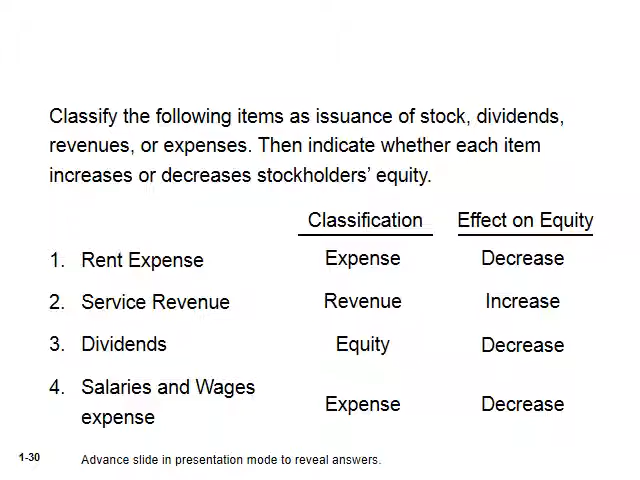 Classify the following items as issuance of stock, dividends,
revenues, or expenses. Then indicate whether each item
increases or decreases stockholders’ equity.
Classification Effect on Equity
1. Rent Expense Expense Decrease
2. Service Revenue Revenue Increase
3. Dividends Equity Decrease
4. Salaries and Wages
expense Expense Decrease
1-30 Advance slide in presentation mode to reveal answers.